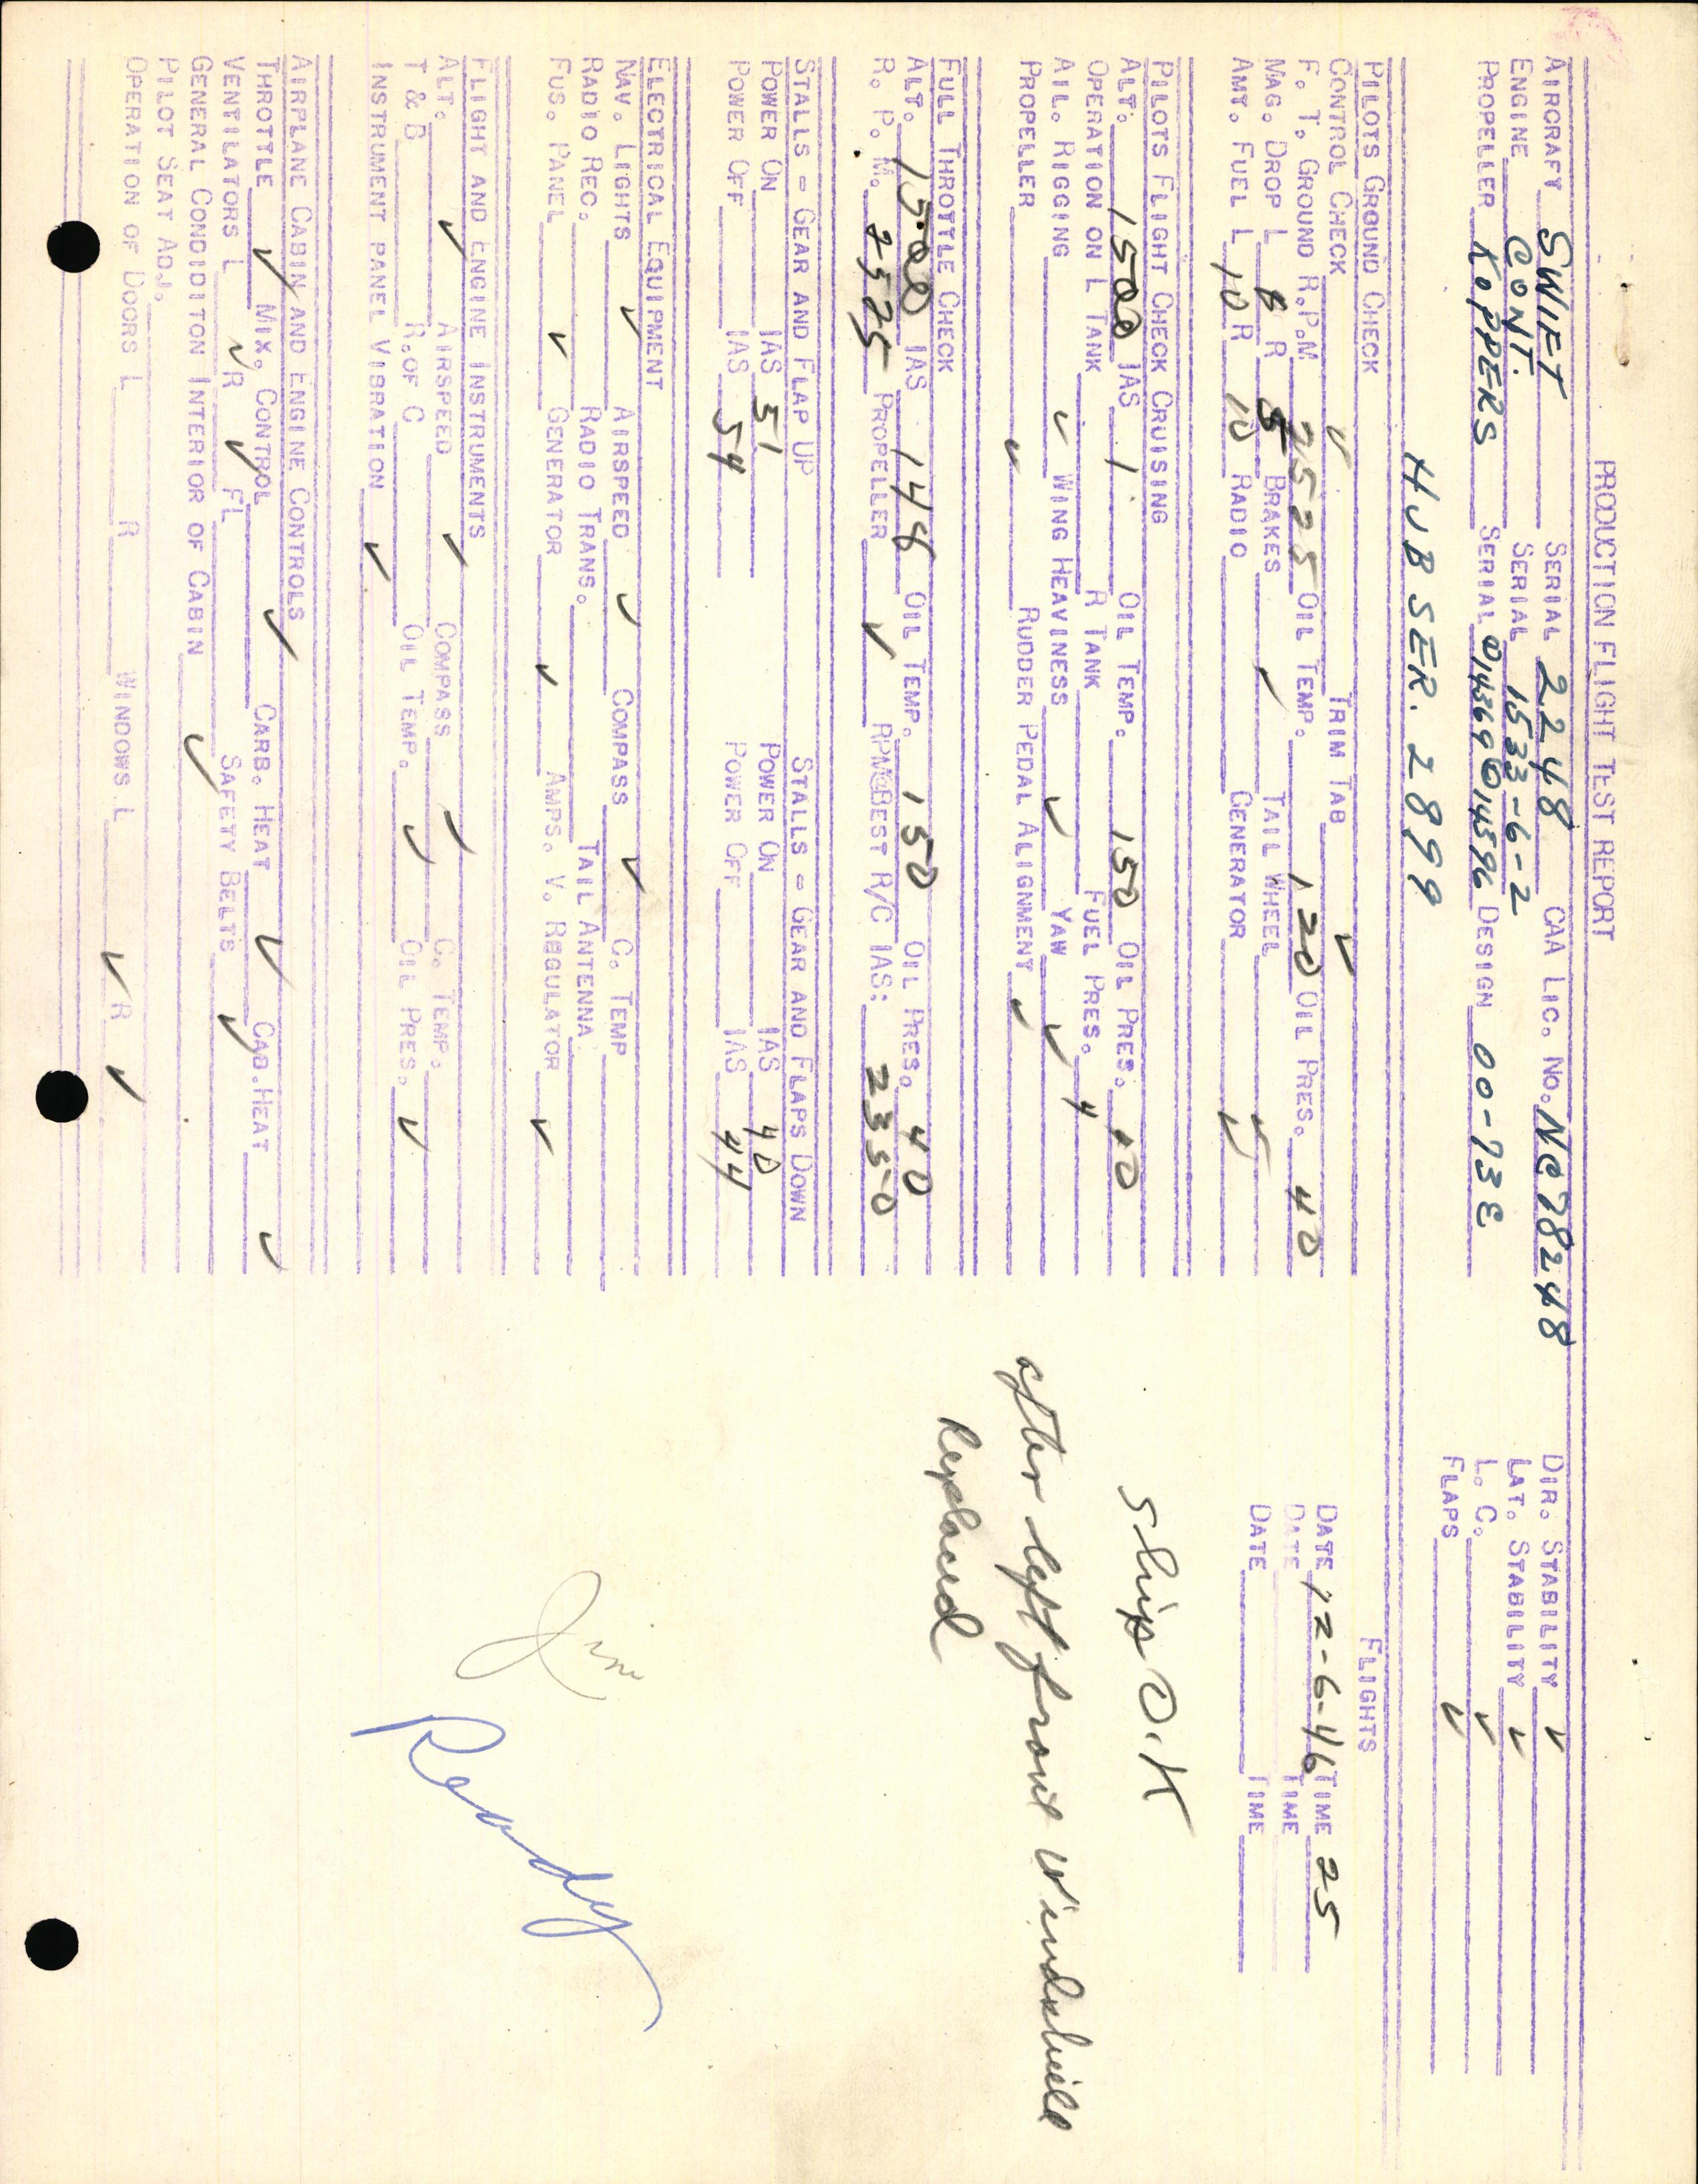 PRODUCTION FLIGHT TEST REPORT
AIRCRAFT SWIFT SERIAL 2248 CAA LIC. NO. NC78248
ENGINE CONT. SERIAL 1533-6-2
PROPELLER KOPPERS SERIAL DESIGN 00-73E
HUB SER. 2899
DIR. STABILITY ✓
LAT. STABILITY ✓
L. C. ✓
FLAPS ✓
PILOTS GROUND CHECK
CONTROL CHECK ✓ TRIM TAB ✓
F. T. GROUND R.P.M 2525 OIL TEMP. 120 OIL PRES. 40
MAG. DROP L R BRAKES ✓ TAIL WHEEL ✓
AMT. FUEL L 10 R 10 RADIO GENERATOR ✓
FLIGHTS
DATE 12-6-46 TIME 25
DATE TIME
DATE TIME
PILOTS FLIGHT CHECK CRUISING
ALT. 1500 IAS OIL TEMP. 150 OIL PRES. 40
OPERATION ON L TANK R TANK FUEL PRES. 4
AIL. RIGGING ✓ WING HEAVINESS ✓ YAW ✓
PROPELLER ✓ RUDDER PEDAL ALIGNMENT ✓
FULL THROTTLE CHECK
ALT. 1500 IAS 148 OIL TEMP. 150 OIL PRES. 40
R. P. M. 2575 PROPELLER ✓ RPM@BEST R/C IAS: 2350
STALLS = GEAR AND FLAP UP STALLS = GEAR AND FLAPS DOWN
POWER ON IAS 51 POWER ON IAS 40
POWER OFF IAS 54 POWER OFF IAS 44
ELECTRICAL EQUIPMENT
NAV. LIGHTS ✓ AIRSPEED ✓ COMPASS ✓ C. TEMP
RADIO REC. RADIO TRANS. TAIL ANTENNA
FUS. PANEL ✓ GENERATOR ✓ AMPS. V. REGULATOR ✓
FLIGHT AND ENGINE INSTRUMENTS
ALT. ✓ AIRSPEED ✓ COMPASS ✓ C. TEMP.
T & B R.OF C OIL TEMP. ✓ OIL PRES. ✓
INSTRUMENT PANEL VIBRATION ✓
AIRPLANE CABIN AND ENGINE CONTROLS
THROTTLE ✓ MIX. CONTROL ✓ CARB. HEAT ✓ CAB.HEAT ✓
VENTILATORS L ✓ R ✓ FL SAFETY BELTS ✓
GENERAL CONDIDITON INTERIOR OF CABIN ✓
PILOT SEAT ADJ.
OPERATION OF DOORS L R WINDOWS L ✓ R ✓
Ship O.K
after left front Windshield
Replaced
Jim
Ready